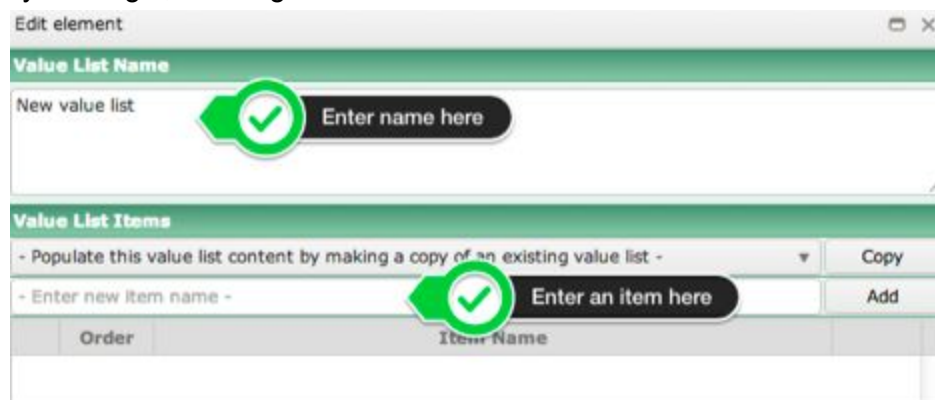 Edit element
Value List Name
New value list
Enter name here
Value List Items
- Populate this value list content by making a copy of an existing value list -
Copy
- Enter new item name -
Enter an item here
Add
Order
Item Name